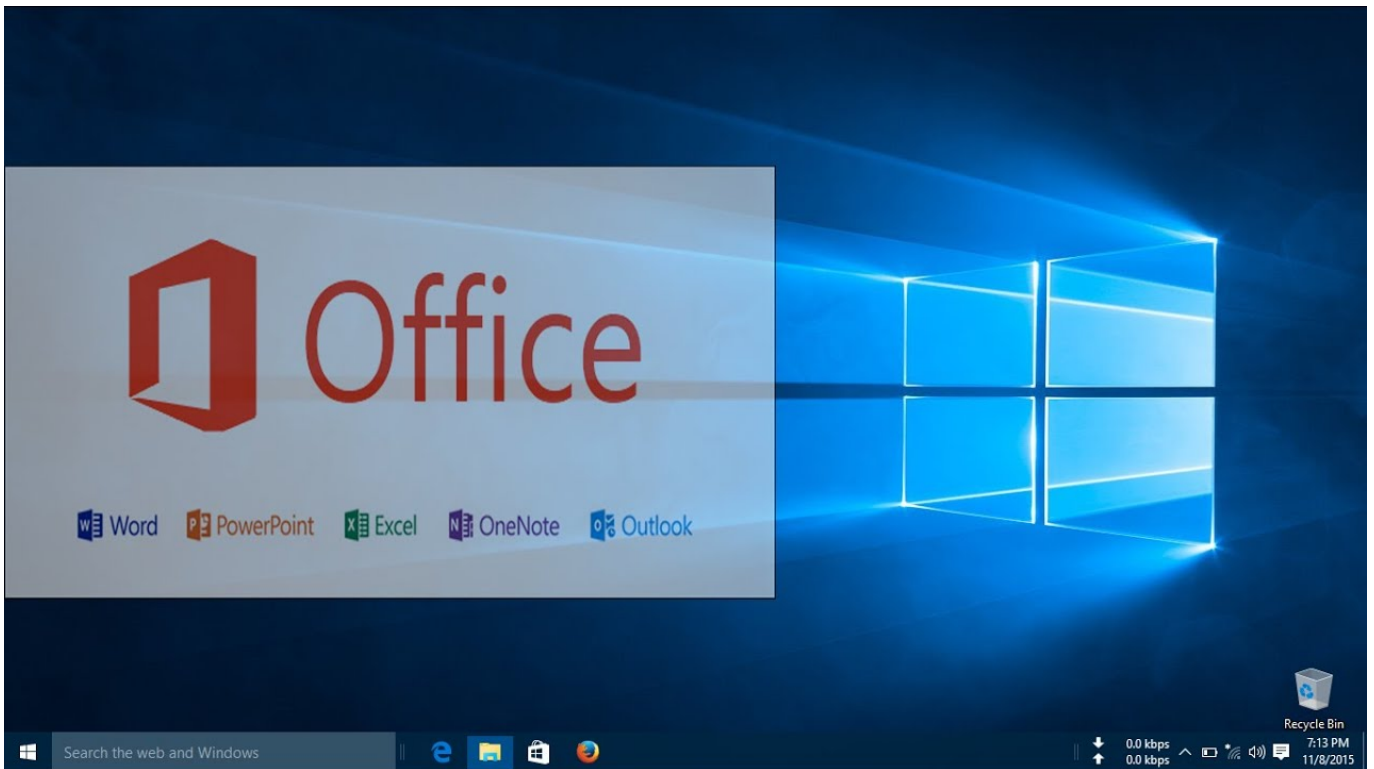 Office
Word PowerPoint Excel OneNote Outlook
Recycle Bin
Search the web and Windows
0.0 kbps
0.0 kbps
7:13 PM
11/8/2015